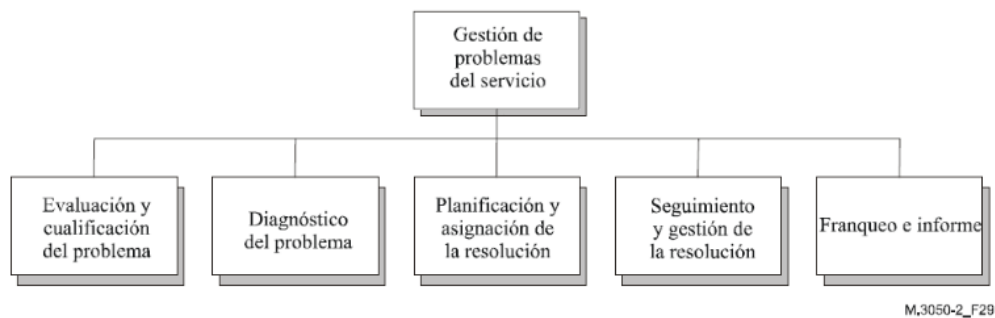 Gestión de
problemas
del servicio
Evaluación y
cualificación
del problema
Diagnóstico
del problema
Planificación y
asignación de
la resolución
Seguimiento
y gestión de
la resolución
Franqueo e informe
M.3050-2_F29